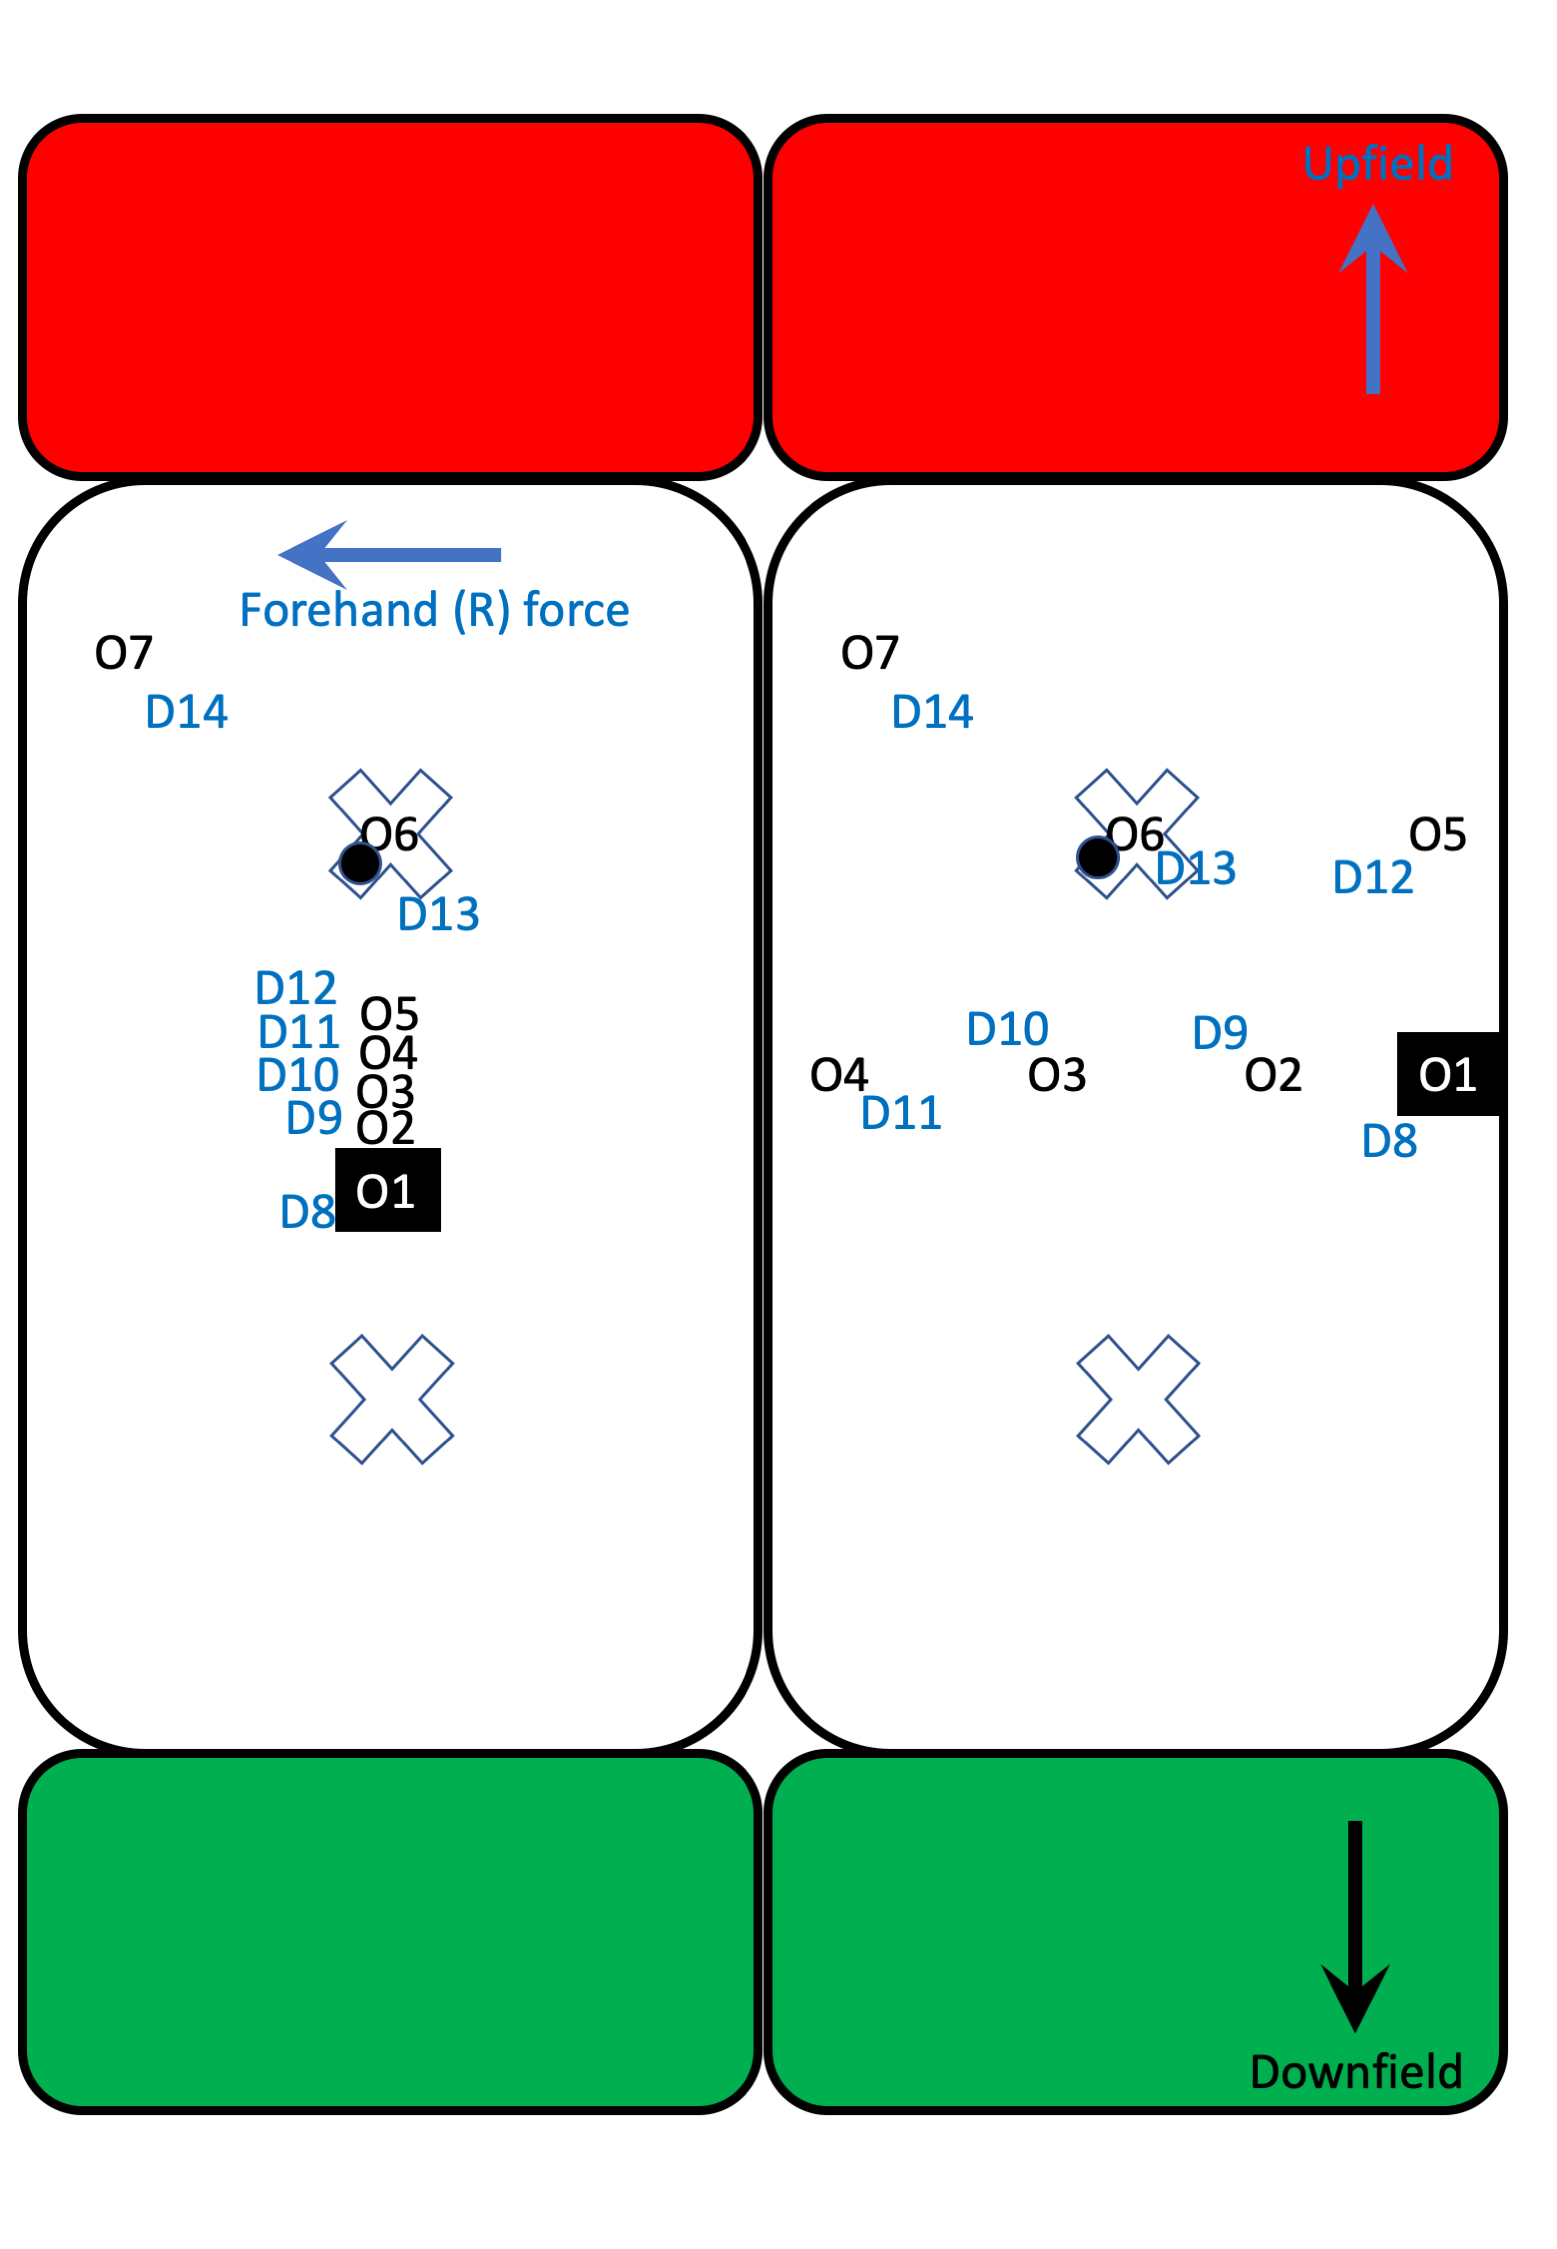 Upfield
Forehand (R) force
O7
D14
O6
D13
D12
O5
D11
O4
D10
O3
D9
O2
O1
D8
O7
D14
O6
O5
D13
D12
D10
D9
O4
O3
O2
O1
D11
D8
Downfield